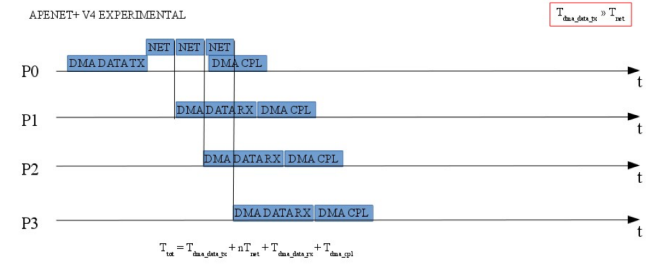 APENET+ V4 EXPERIMENTAL
T_dma_data_tx » T_net
NET NET NET
P0 DMA DATA TX DMA CPL
t
P1 DMA DATA RX DMA CPL
t
P2 DMA DATA RX DMA CPL
t
P3 DMA DATA RX DMA CPL
t
T_tot = T_dma_data_tx + nT_net + T_dma_data_rx + T_dma_cpl